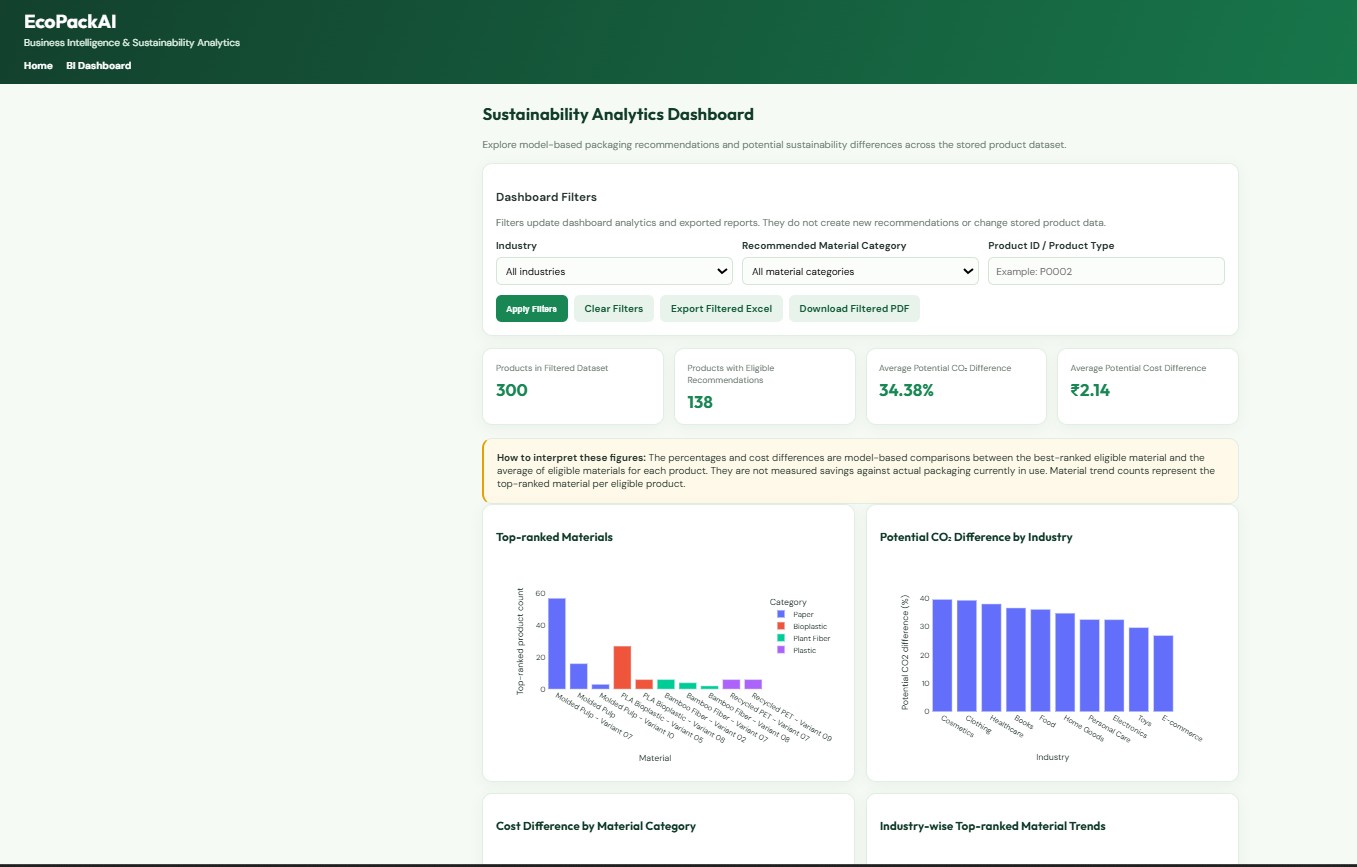 EcoPackAI
Business Intelligence & Sustainability Analytics
Home BI Dashboard
Sustainability Analytics Dashboard
Explore model-based packaging recommendations and potential sustainability differences across the stored product dataset.
Dashboard Filters
Filters update dashboard analytics and exported reports. They do not create new recommendations or change stored product data.
Industry
All industries
Recommended Material Category
All material categories
Product ID / Product Type
Example: P0002
Apply Filters
Clear Filters
Export Filtered Excel
Download Filtered PDF
Products in Filtered Dataset
300
Products with Eligible
Recommendations
138
Average Potential CO₂ Difference
34.38%
Average Potential Cost Difference
₹2.14
How to interpret these figures: The percentages and cost differences are model-based comparisons between the best-ranked eligible material and the
average of eligible materials for each product. They are not measured savings against actual packaging currently in use. Material trend counts represent the
top-ranked material per eligible product.
Top-ranked Materials
Top-ranked product count
60
40
20
0
Molded Pulp - Variant 07
Molded Pulp
Molded Pulp - Variant 10
PLA Bioplastic - Variant 05
PLA Bioplastic - Variant 08
Bamboo Fiber - Variant 02
Bamboo Fiber - Variant 07
Bamboo Fiber - Variant 08
Recycled PET - Variant 07
Recycled PET - Variant 09
Material
Category
Paper
Bioplastic
Plant Fiber
Plastic
Potential CO₂ Difference by Industry
Potential CO2 difference (%)
40
30
20
10
0
Cosmetics
Clothing
Healthcare
Books
Food
Home Goods
Personal Care
Electronics
Toys
E-commerce
Industry
Cost Difference by Material Category
Industry-wise Top-ranked Material Trends